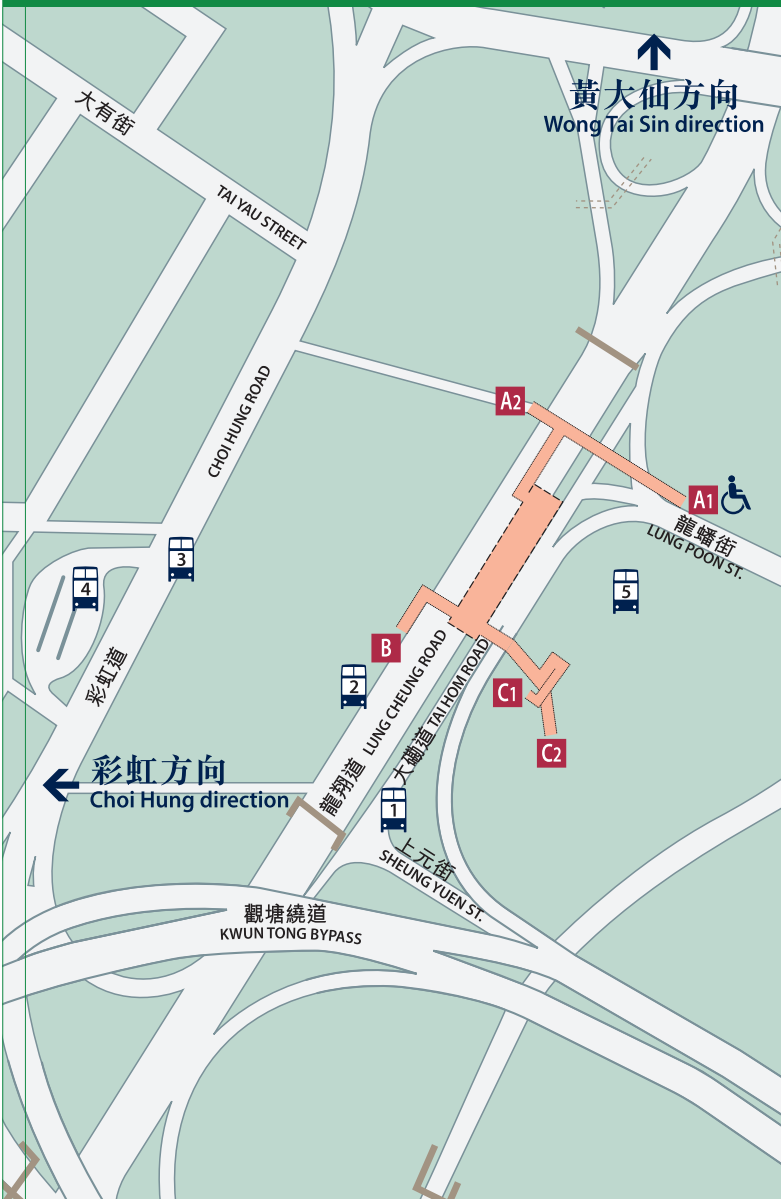 黃大仙方向
Wong Tai Sin direction
大有街
TAI YAU STREET
CHOI HUNG ROAD
A2
A1
龍蟠街
LUNG POON ST.
3
4
5
彩虹道
B
2
C1
C2
龍翔道 LUNG CHEUNG ROAD
大磡道 TAI HOM ROAD
彩虹方向
Choi Hung direction
1
上元街
SHEUNG YUEN ST.
觀塘繞道
KWUN TONG BYPASS